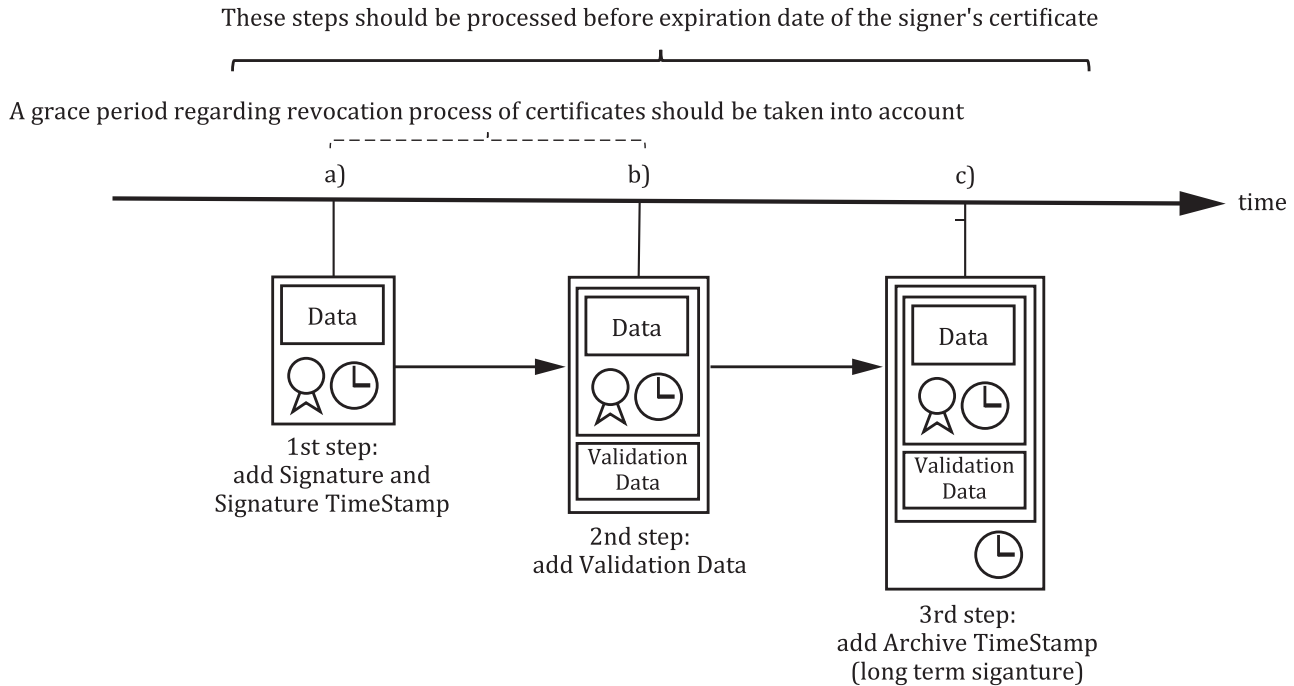 These steps should be processed before expiration date of the signer's certificate
A grace period regarding revocation process of certificates should be taken into account
a)
b)
c)
time
Data
1st step:
add Signature and
Signature TimeStamp
Data
Validation
Data
2nd step:
add Validation Data
Data
Validation
Data
3rd step:
add Archive TimeStamp
(long term siganture)